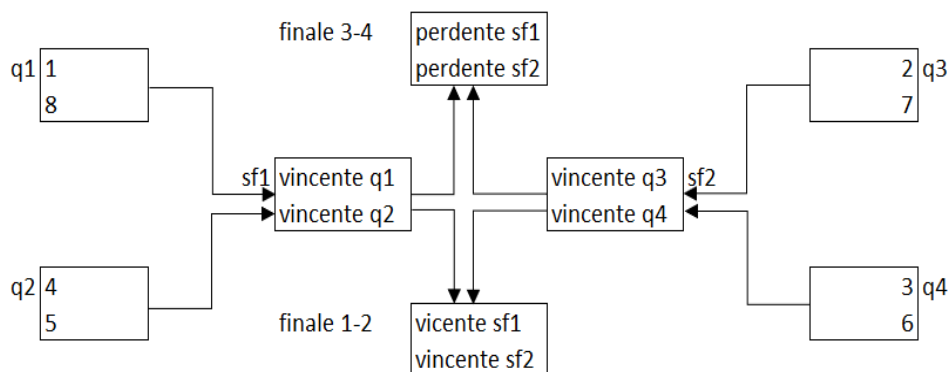 finale 3-4
perdente sf1
perdente sf2
q1
1
8
2
7
q3
sf1
vincente q1
vincente q2
vincente q3
vincente q4
sf2
q2
4
5
3
6
q4
finale 1-2
vicente sf1
vincente sf2